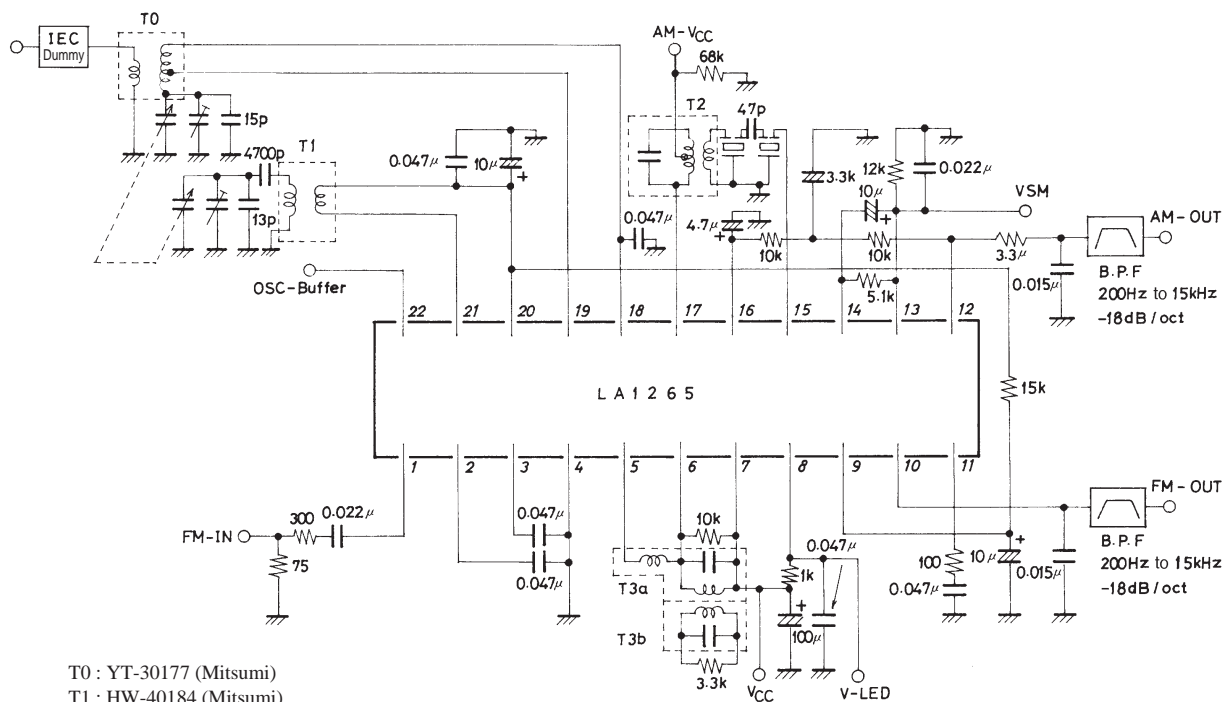 T0
IEC
Dummy
15p
4700p
T1
13p
0.047μ
10μ
+
OSC-Buffer
AM-VCC
68k
T2
47p
0.047μ
4.7μ
+
10k
3.3k
10k
12k
10μ
+
0.022μ
5.1k
VSM
3.3μ
0.015μ
AM-OUT
B.P.F
200Hz to 15kHz
-18dB/oct
22 21 20 19 18 17 16 15 14 13 12
LA1265
15k
1 2 3 4 5 6 7 8 9 10 11
FM-IN
300
0.022μ
75
0.047μ
0.047μ
10k
T3a
T3b
3.3k
1k
0.047μ
+
100μ
VCC
V-LED
100
0.047μ
10μ
+
0.015μ
FM-OUT
B.P.F
200Hz to 15kHz
-18dB/oct
T0 : YT-30177 (Mitsumi)
T1 : HW-40184 (Mitsumi)